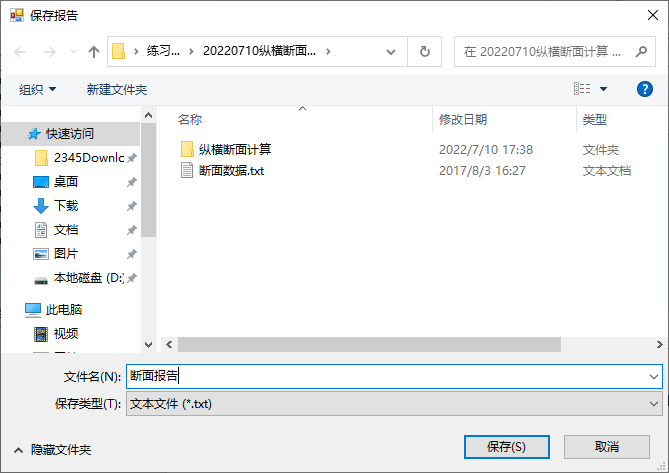 保存报告
练习... 20220710纵横断面...
在 20220710纵横断面计算 ...
组织 新建文件夹
名称 修改日期 类型
快速访问
2345Downlc
桌面
下载
文档
图片
本地磁盘 (D:)
此电脑
视频
纵横断面计算 2022/7/10 17:38 文件夹
断面数据.txt 2017/8/3 16:27 文本文档
文件名(N): 断面报告
保存类型(T): 文本文件 (*.txt)
隐藏文件夹
保存(S) 取消